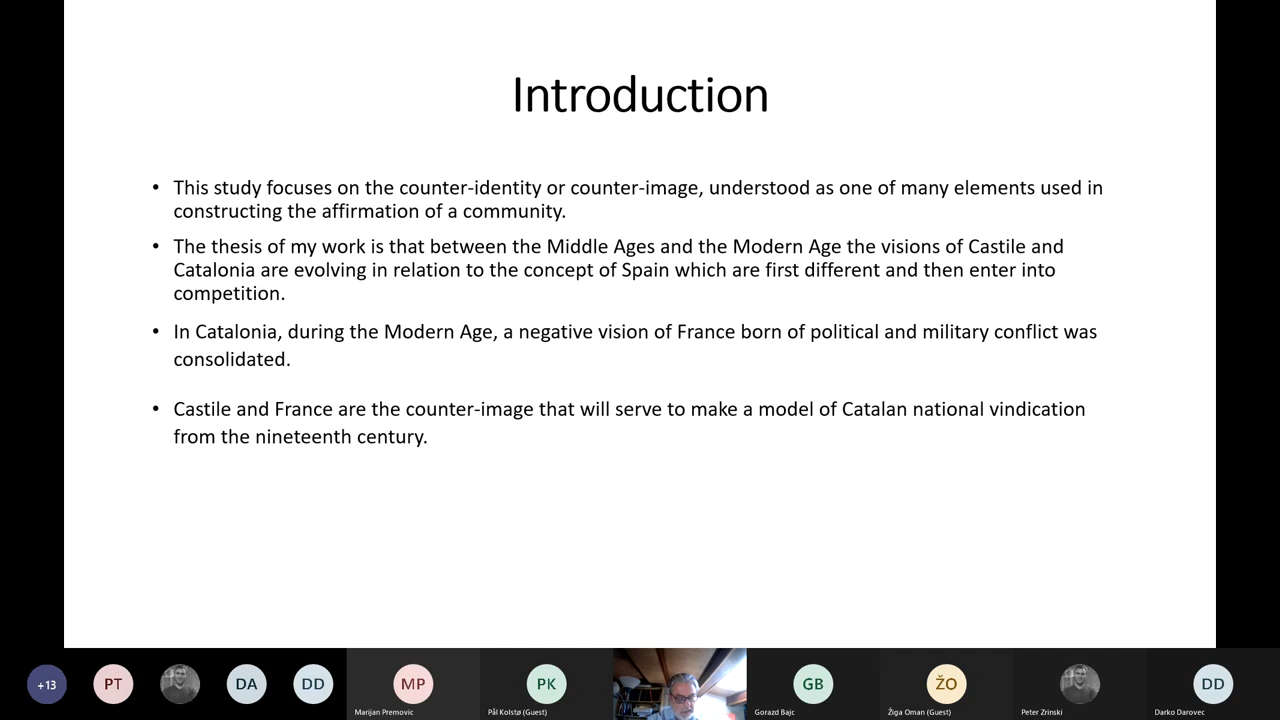 Introduction
• This study focuses on the counter-identity or counter-image, understood as one of many elements used in
constructing the affirmation of a community.
• The thesis of my work is that between the Middle Ages and the Modern Age the visions of Castile and
Catalonia are evolving in relation to the concept of Spain which are first different and then enter into
competition.
• In Catalonia, during the Modern Age, a negative vision of France born of political and military conflict was
consolidated.
• Castile and France are the counter-image that will serve to make a model of Catalan national vindication
from the nineteenth century.
+13 PT DA DD MP PK GB ŽO DD
Marijan Premovic Pål Kolstø (Guest) Gorazd Bajc Žiga Oman (Guest) Peter Zrinski Darko Darovec